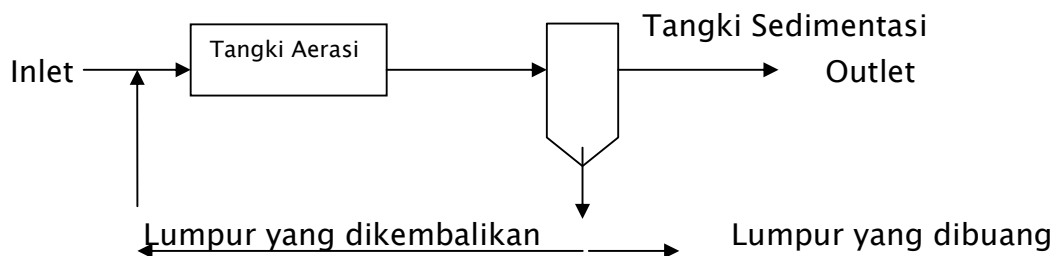 Tangki Sedimentasi
Tangki Aerasi
Inlet
Outlet
Lumpur yang dikembalikan
Lumpur yang dibuang